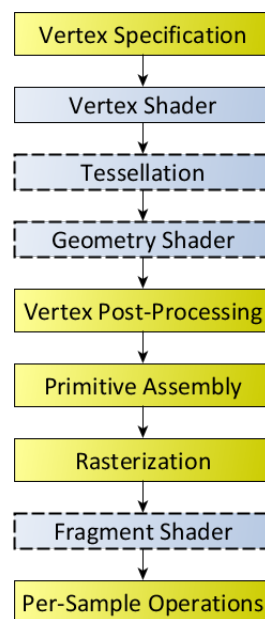 Vertex Specification
Vertex Shader
Tessellation
Geometry Shader
Vertex Post-Processing
Primitive Assembly
Rasterization
Fragment Shader
Per-Sample Operations